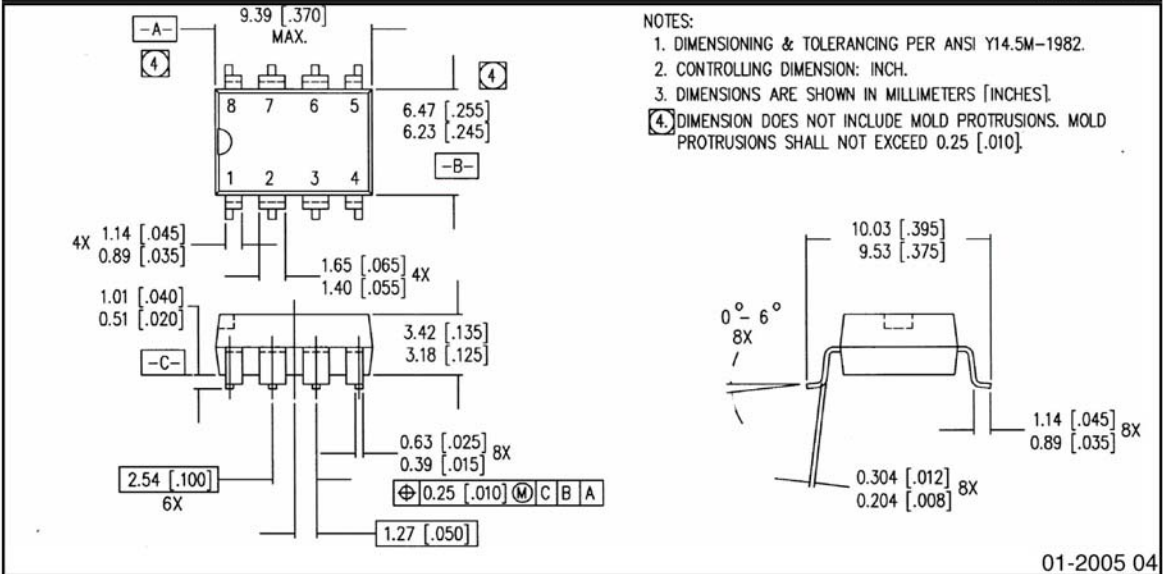 -A-
9.39 [.370]
MAX.
4
4
8 7 6 5
1 2 3 4
6.47 [.255]
6.23 [.245]
-B-
NOTES:
1. DIMENSIONING & TOLERANCING PER ANSI Y14.5M-1982.
2. CONTROLLING DIMENSION: INCH.
3. DIMENSIONS ARE SHOWN IN MILLIMETERS [INCHES].
4. DIMENSION DOES NOT INCLUDE MOLD PROTRUSIONS. MOLD
PROTRUSIONS SHALL NOT EXCEED 0.25 [.010].
4X 1.14 [.045]
0.89 [.035]
1.65 [.065] 4X
1.40 [.055]
1.01 [.040]
0.51 [.020]
-C-
3.42 [.135]
3.18 [.125]
0.63 [.025] 8X
0.39 [.015]
2.54 [.100]
6X
⌖ 0.25 [.010] Ⓜ C B A
1.27 [.050]
10.03 [.395]
9.53 [.375]
0°- 6°
8X
1.14 [.045] 8X
0.89 [.035]
0.304 [.012] 8X
0.204 [.008]
01-2005 04